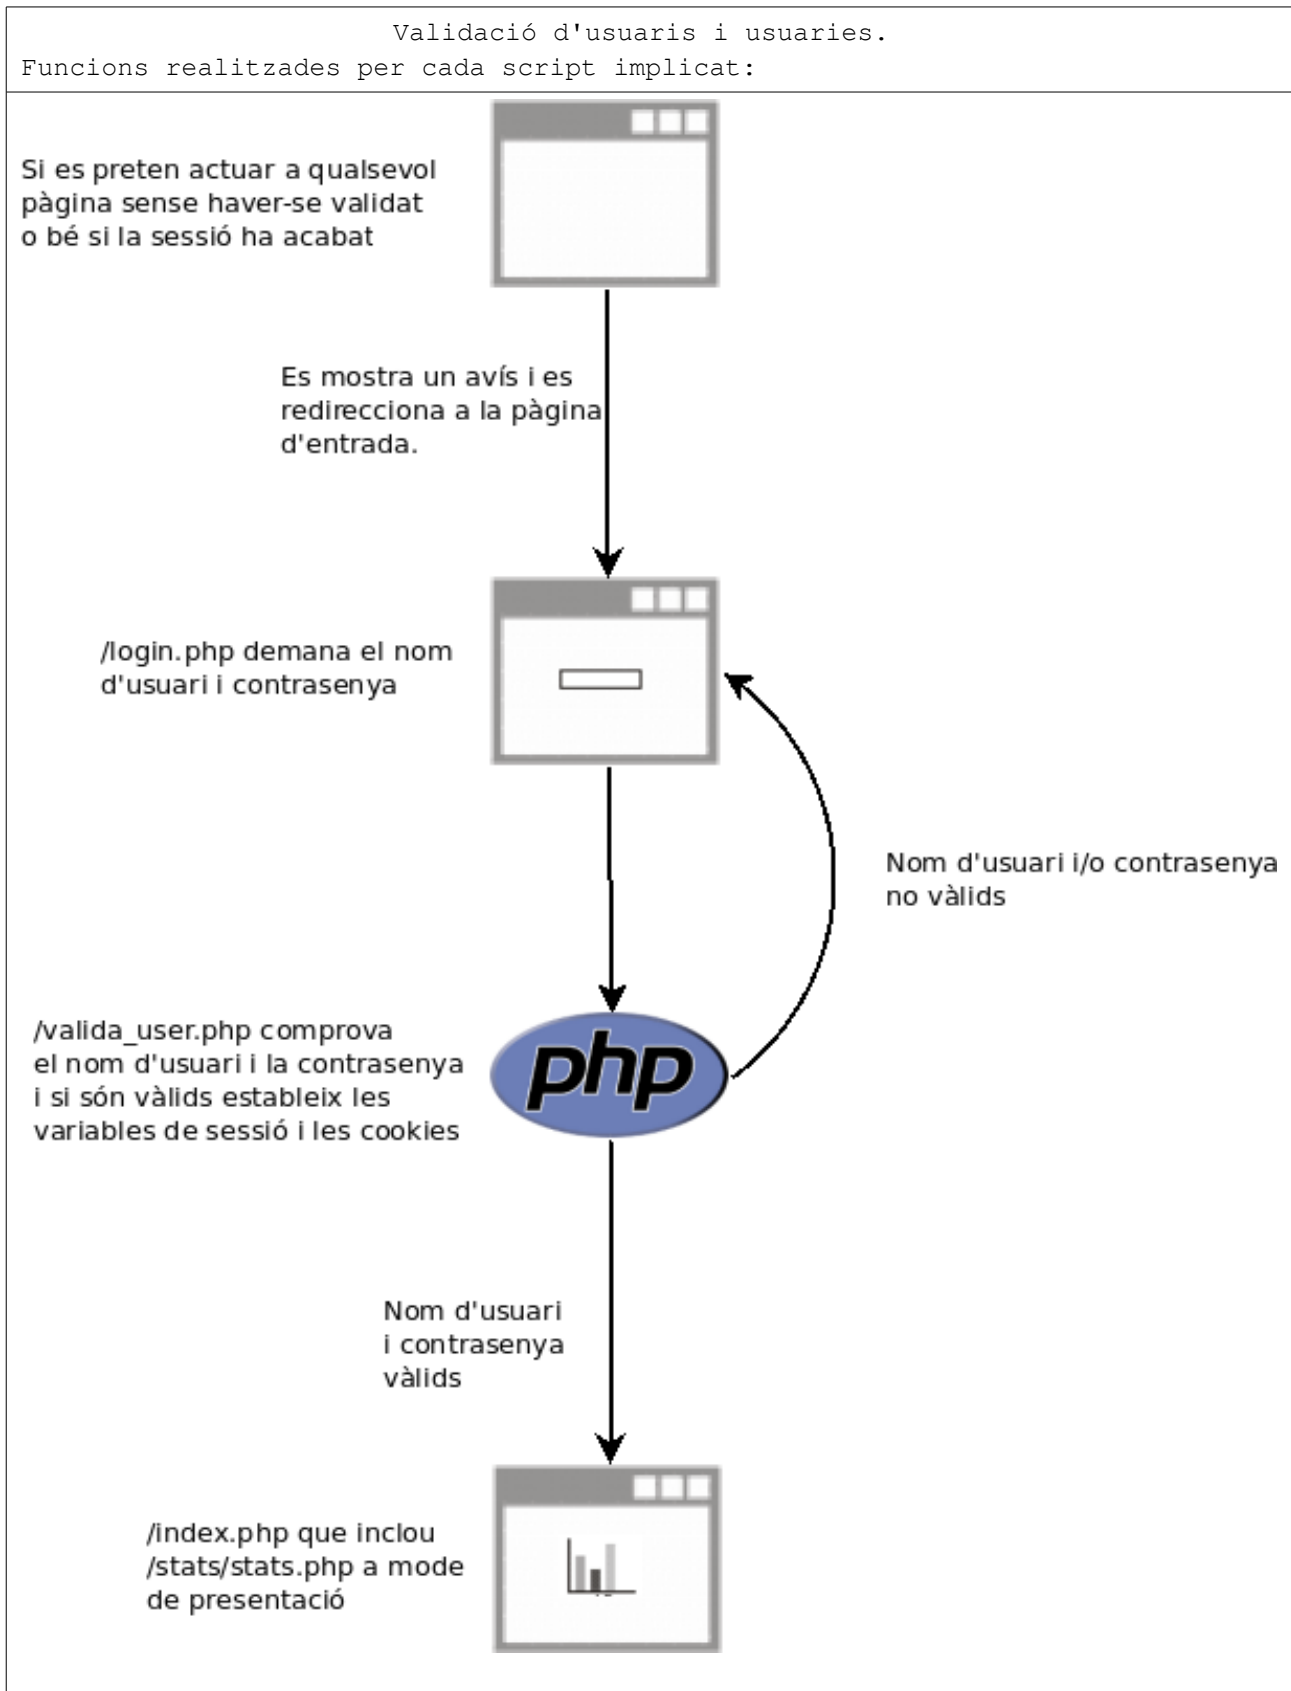 Validació d'usuaris i usuaries.
Funcions realitzades per cada script implicat:
Si es preten actuar a qualsevol
pàgina sense haver-se validat
o bé si la sessió ha acabat
Es mostra un avís i es
redirecciona a la pàgina
d'entrada.
/login.php demana el nom
d'usuari i contrasenya
Nom d'usuari i/o contrasenya
no vàlids
/valida_user.php comprova
el nom d'usuari i la contrasenya
i si són vàlids estableix les
variables de sessió i les cookies
php
Nom d'usuari
i contrasenya
vàlids
/index.php que inclou
/stats/stats.php a mode
de presentació